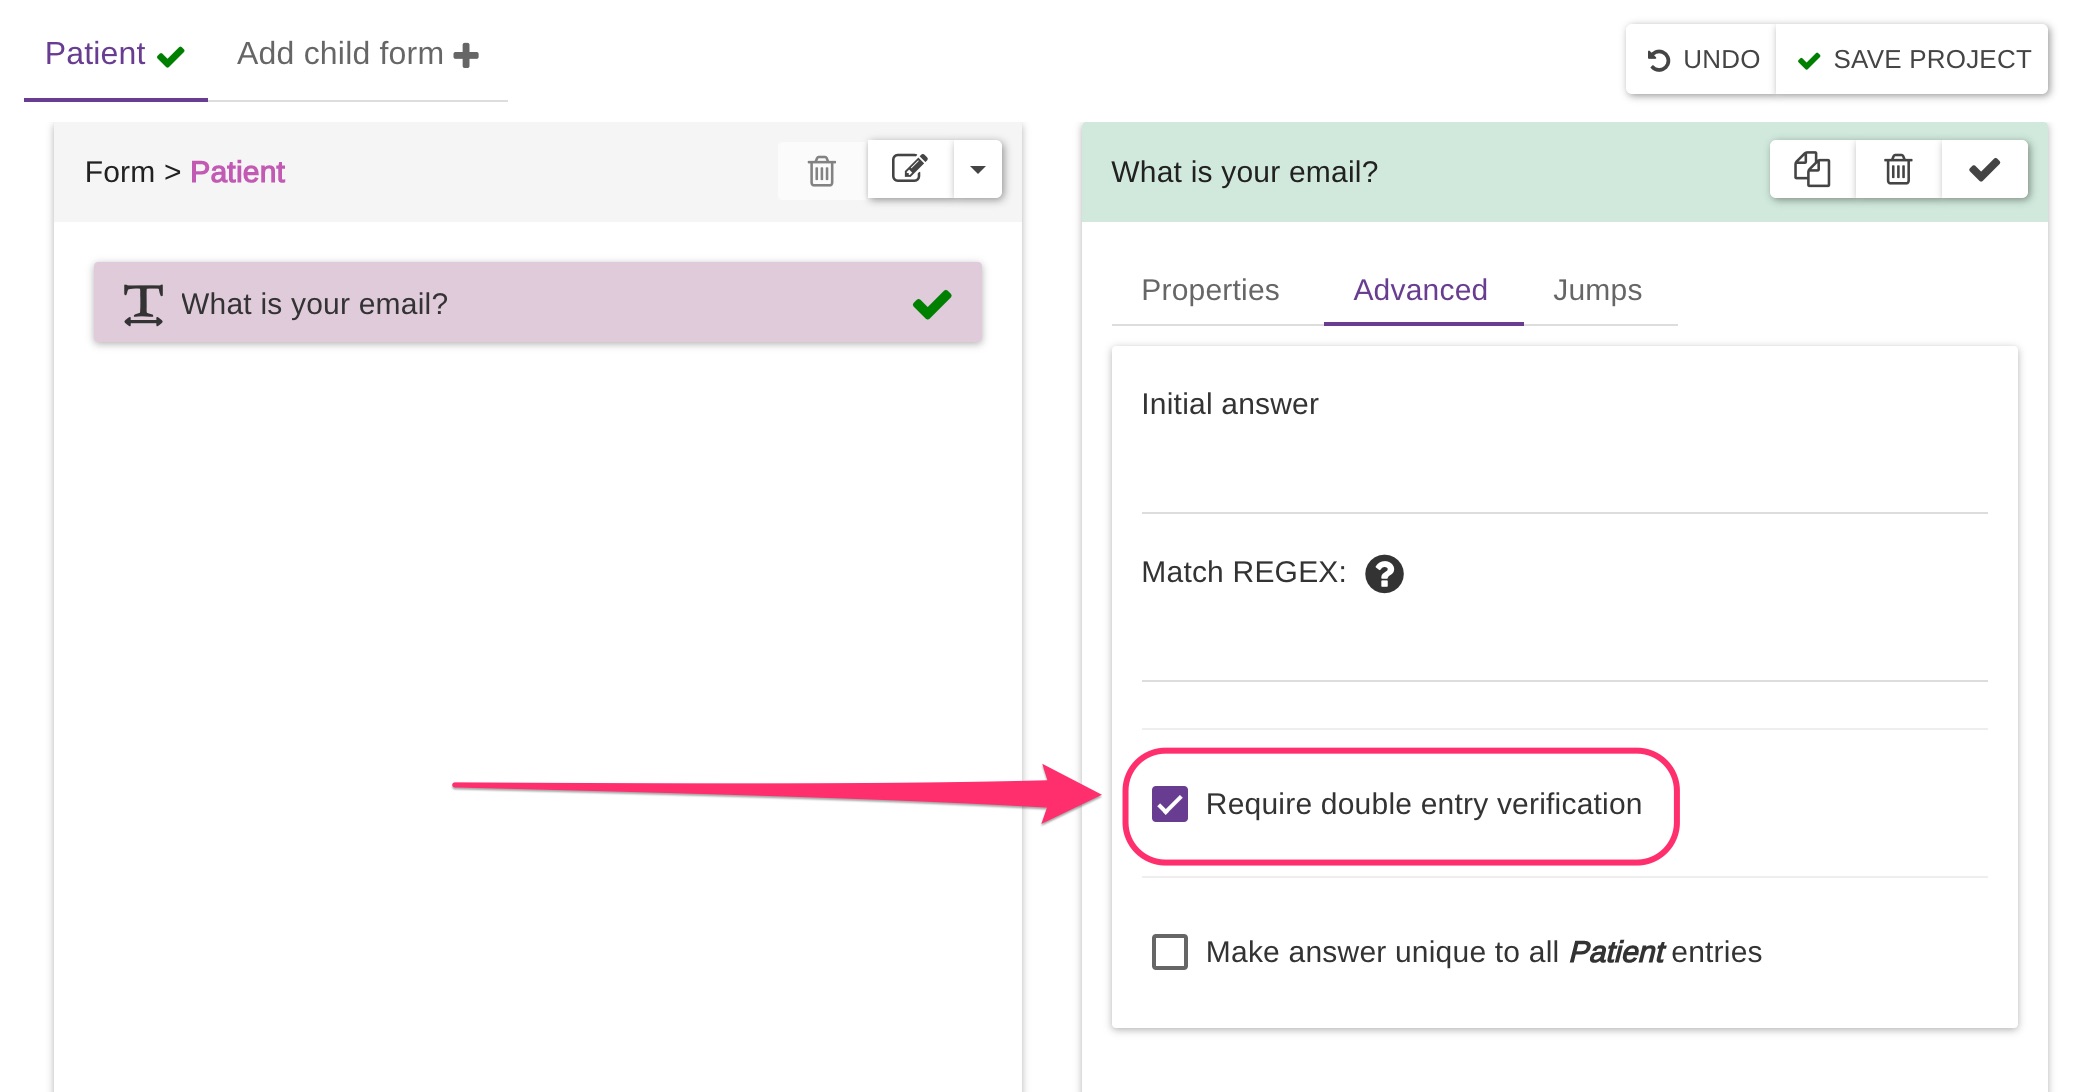 Patient
Add child form
UNDO
SAVE PROJECT
Form > Patient
What is your email?
What is your email?
Properties
Advanced
Jumps
Initial answer
Match REGEX:
Require double entry verification
Make answer unique to all Patient entries